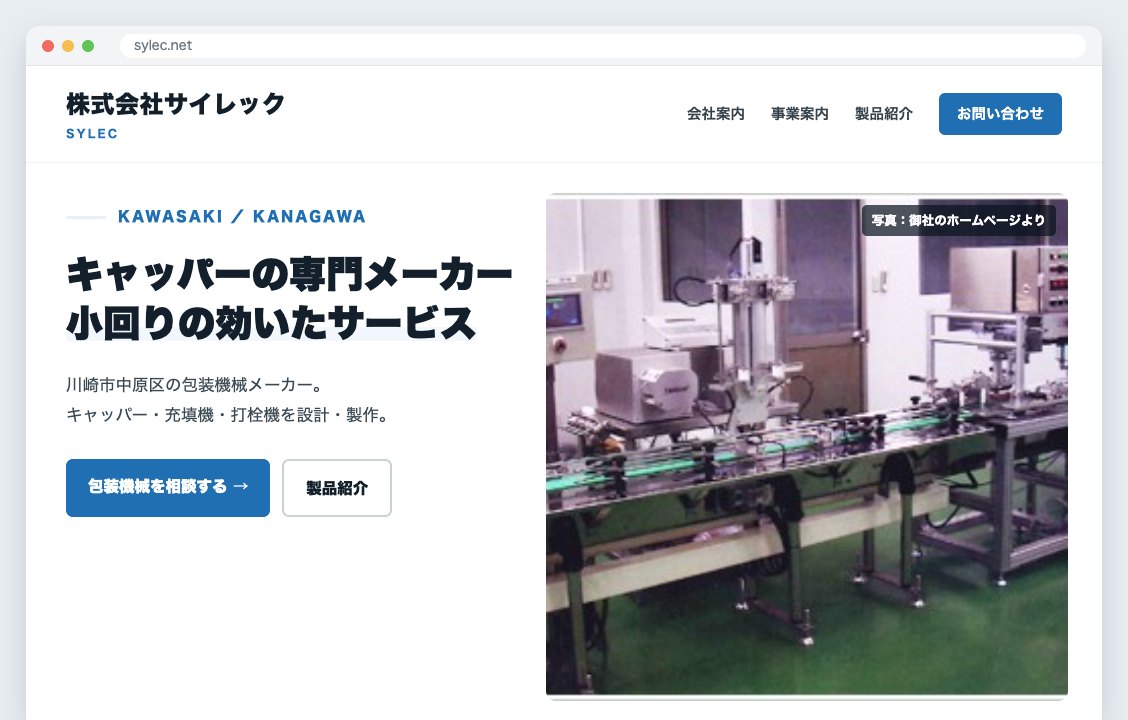 sylec.net
株式会社サイレック
SYLEC
会社案内
事業案内
製品紹介
お問い合わせ
KAWASAKI ／ KANAGAWA
キャッパーの専門メーカー
小回りの効いたサービス
川崎市中原区の包装機械メーカー。
キャッパー・充填機・打栓機を設計・製作。
包装機械を相談する →
製品紹介
写真：御社のホームページより